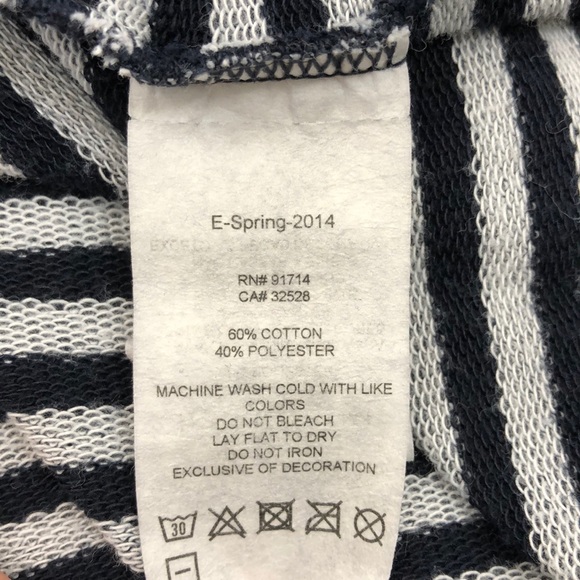 E-Spring-2014
RN# 91714
CA# 32528
60% COTTON
40% POLYESTER
MACHINE WASH COLD WITH LIKE
COLORS
DO NOT BLEACH
LAY FLAT TO DRY
DO NOT IRON
EXCLUSIVE OF DECORATION
30